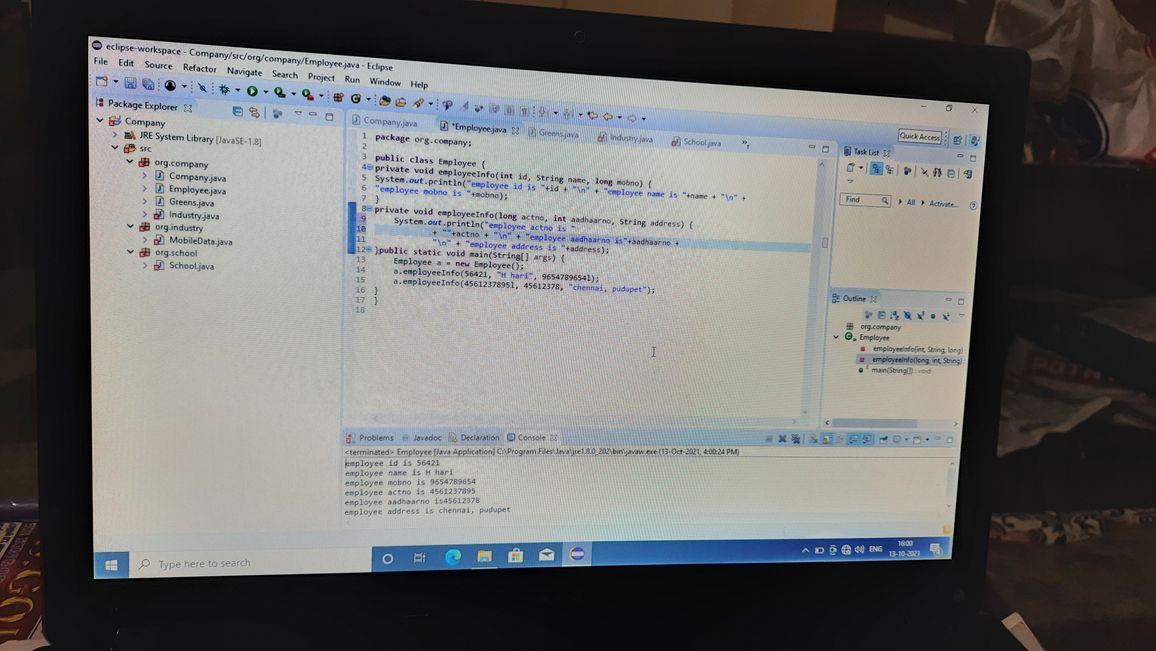 eclipse-workspace - Company/src/org/company/Employee.java - Eclipse
File Edit Source Refactor Navigate Search Project Run Window Help
Quick Access
Package Explorer
Company
JRE System Library [JavaSE-1.8]
src
org.company
Company.java
Employee.java
Greens.java
Industry.java
org.industry
MobileData.java
org.school
School.java
Company.java *Employee.java Greens.java Industry.java School.java
1 package org.company;
2
3 public class Employee {
4 private void employeeInfo(int id, String name, long mobno) {
5 System.out.println("employee id is "+id + "\n" + "employee name is "+name + "\n" +
6 "employee mobno is "+mobno);
7 }
8 private void employeeInfo(long actno, int aadhaarno, String address) {
9 System.out.println("employee actno is "
10 + ""+actno + "\n" + "employee aadhaarno is"+aadhaarno +
11 "\n" + "employee address is "+address);
12 }public static void main(String[] args) {
13 Employee a = new Employee();
14 a.employeeInfo(56421, "H hari", 9654789654l);
15 a.employeeInfo(4561237895l, 45612378, "chennai, pudupet");
16 }
17 }
18
Task List
Find All Activate...
Outline
org.company
Employee
employeeInfo(int, String, long)
employeeInfo(long, int, String)
main(String[]) : void
Problems Javadoc Declaration Console
<terminated> Employee [Java Application] C:\Program Files\Java\jre1.8.0_202\bin\javaw.exe (13-Oct-2021, 4:00:24 PM)
employee id is 56421
employee name is H hari
employee mobno is 9654789654
employee actno is 4561237895
employee aadhaarno is45612378
employee address is chennai, pudupet
Type here to search
ENG
16:00
13-10-2021